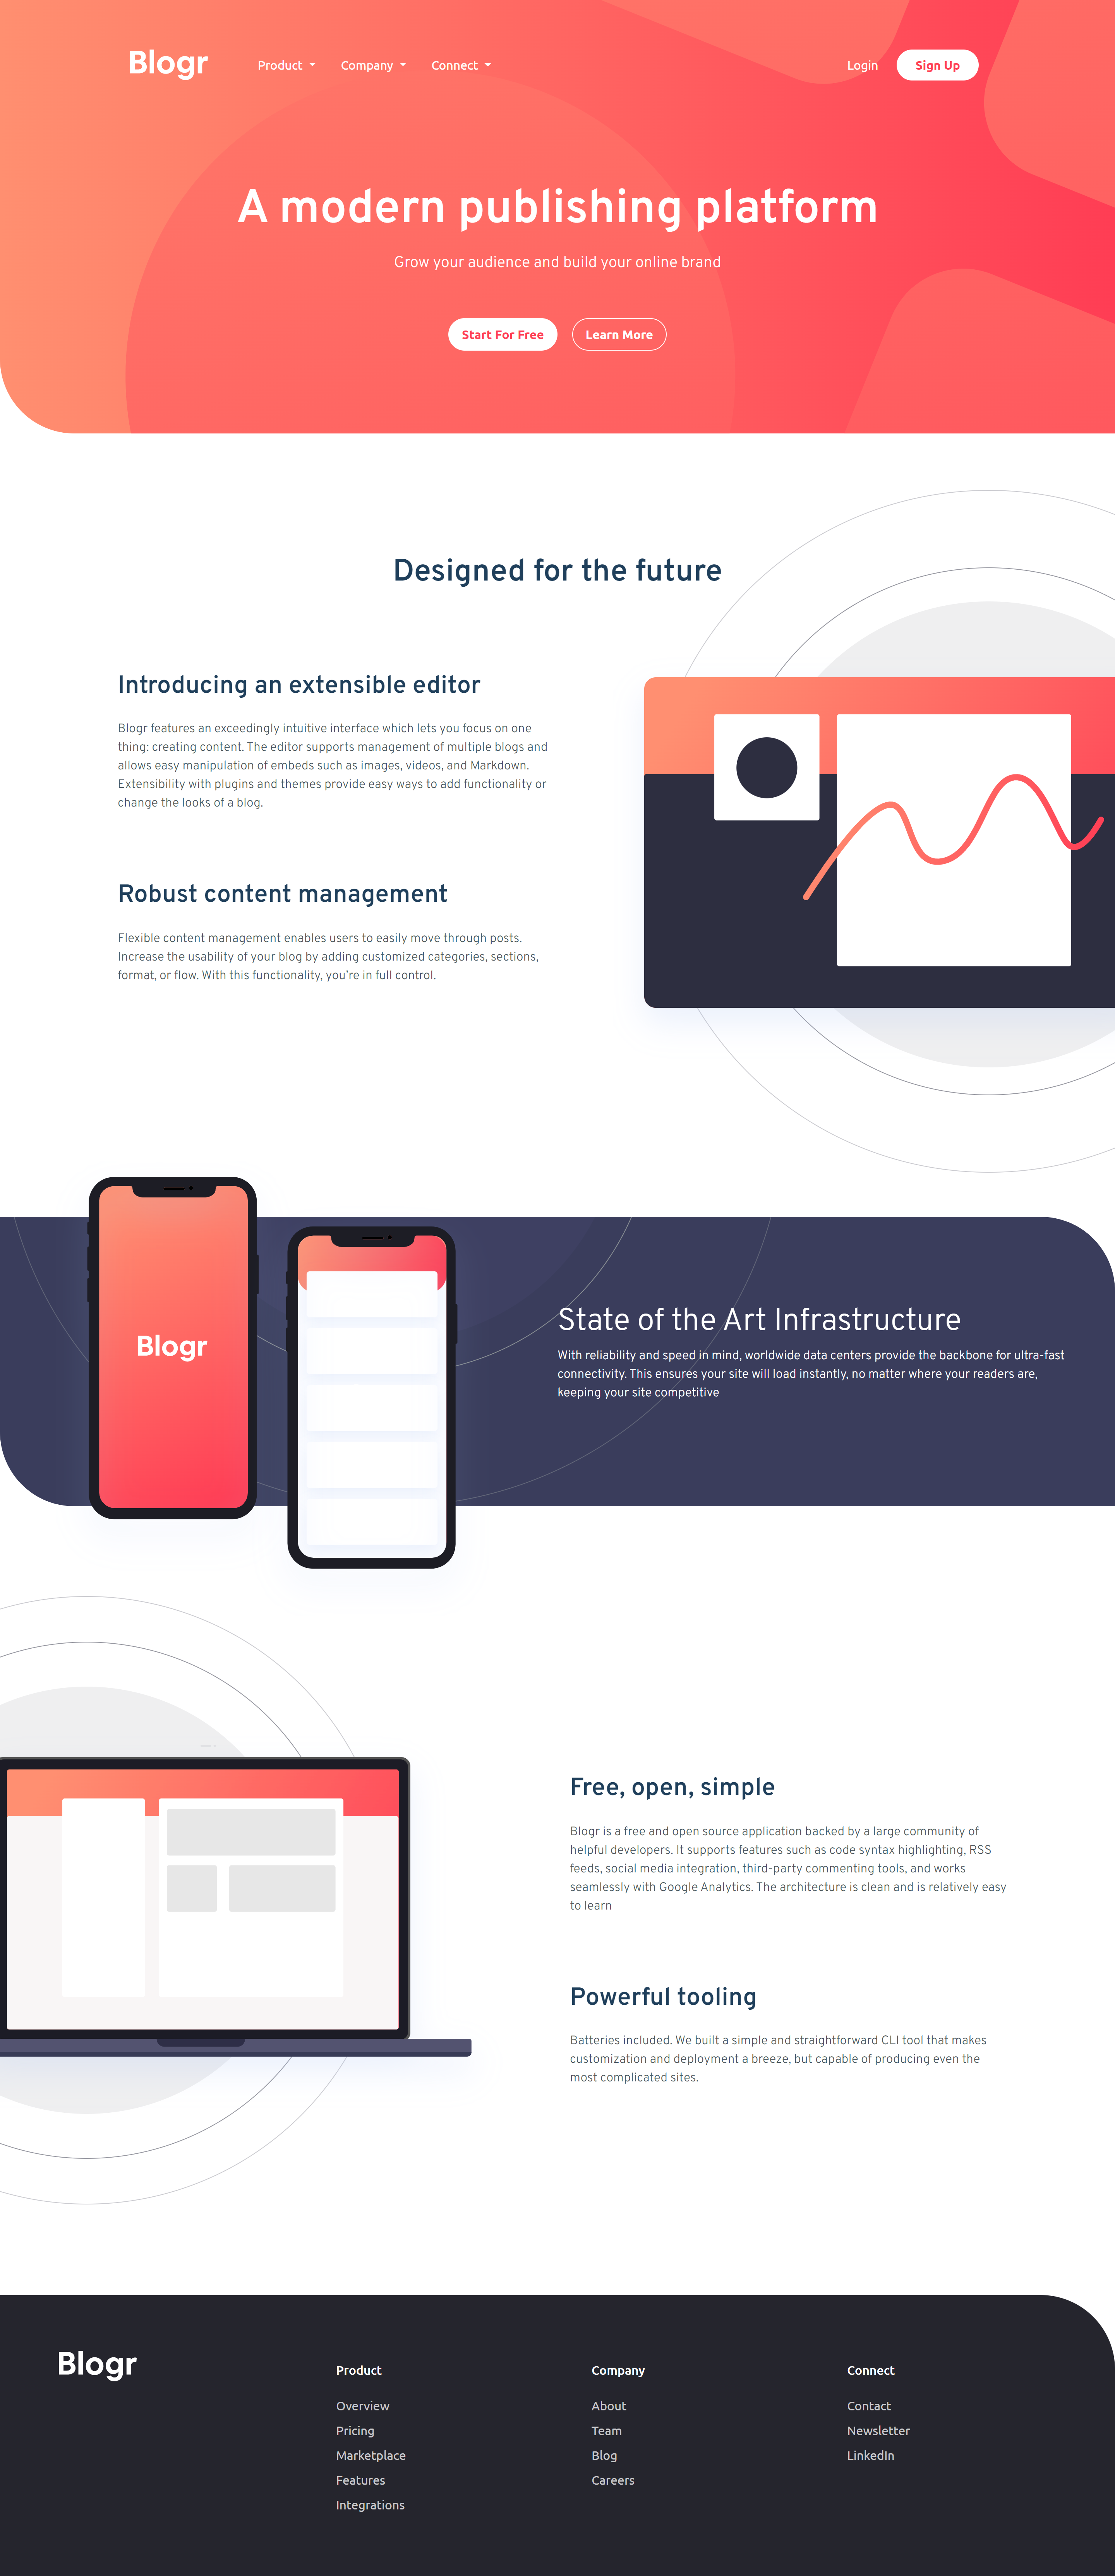 Blogr
Product
Company
Connect
Login
Sign Up
A modern publishing platform
Grow your audience and build your online brand
Start For Free
Learn More
Designed for the future
Introducing an extensible editor
Blogr features an exceedingly intuitive interface which lets you focus on one
thing: creating content. The editor supports management of multiple blogs and
allows easy manipulation of embeds such as images, videos, and Markdown.
Extensibility with plugins and themes provide easy ways to add functionality or
change the looks of a blog.
Robust content management
Flexible content management enables users to easily move through posts.
Increase the usability of your blog by adding customized categories, sections,
format, or flow. With this functionality, you're in full control.
Blogr
State of the Art Infrastructure
With reliability and speed in mind, worldwide data centers provide the backbone for ultra-fast
connectivity. This ensures your site will load instantly, no matter where your readers are,
keeping your site competitive
Free, open, simple
Blogr is a free and open source application backed by a large community of
helpful developers. It supports features such as code syntax highlighting, RSS
feeds, social media integration, third-party commenting tools, and works
seamlessly with Google Analytics. The architecture is clean and is relatively easy
to learn
Powerful tooling
Batteries included. We built a simple and straightforward CLI tool that makes
customization and deployment a breeze, but capable of producing even the
most complicated sites.
Blogr
Product
Overview
Pricing
Marketplace
Features
Integrations
Company
About
Team
Blog
Careers
Connect
Contact
Newsletter
LinkedIn